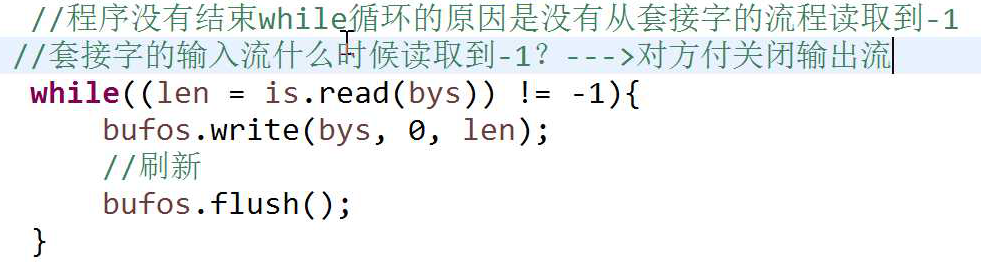 //程序没有结束while循环的原因是没有从套接字的流程读取到-1
//套接字的输入流什么时候读取到-1？--->对方付关闭输出流
while((len = is.read(bys)) != -1){
    bufos.write(bys, 0, len);
    //刷新
    bufos.flush();
}